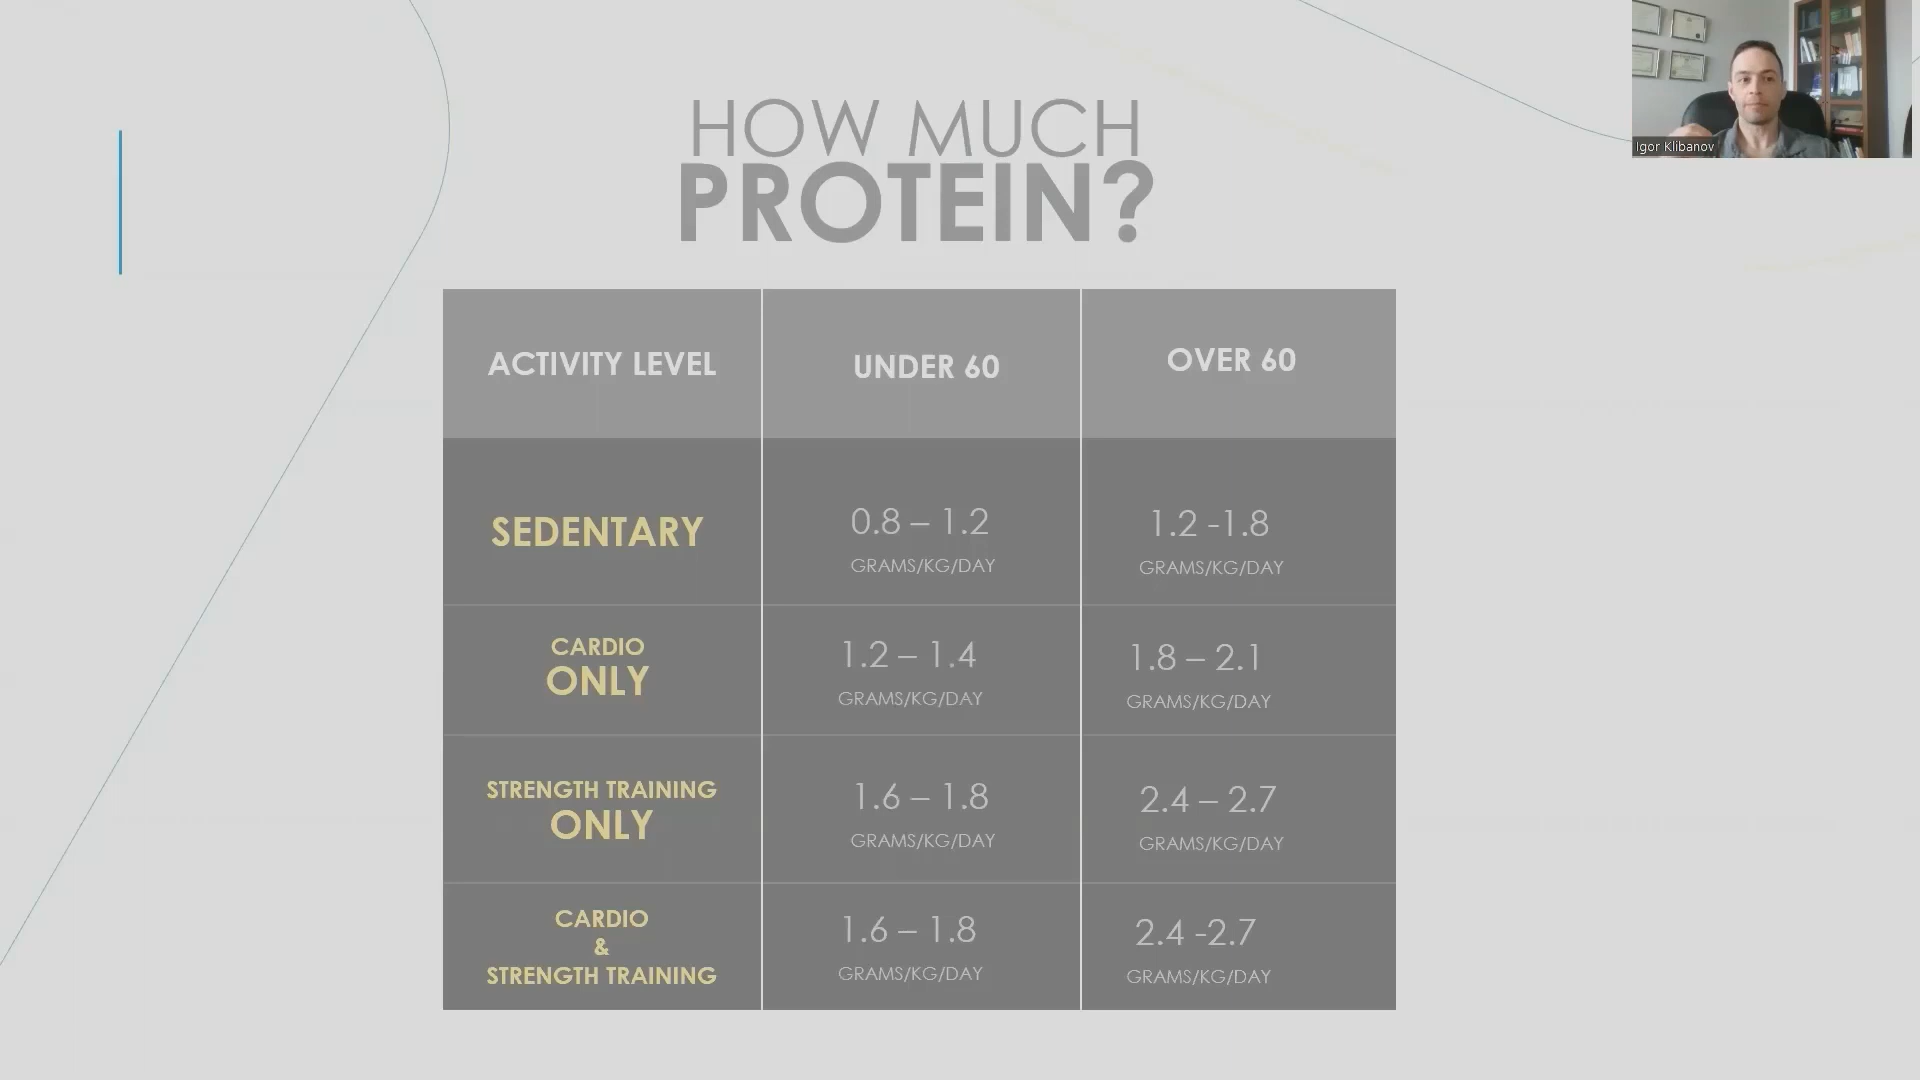 Igor Klibanov
HOW MUCH
PROTEIN?
ACTIVITY LEVEL
UNDER 60
OVER 60
SEDENTARY
0.8 – 1.2
GRAMS/KG/DAY
1.2 -1.8
GRAMS/KG/DAY
CARDIO
ONLY
1.2 – 1.4
GRAMS/KG/DAY
1.8 – 2.1
GRAMS/KG/DAY
STRENGTH TRAINING
ONLY
1.6 – 1.8
GRAMS/KG/DAY
2.4 – 2.7
GRAMS/KG/DAY
CARDIO
&
STRENGTH TRAINING
1.6 – 1.8
GRAMS/KG/DAY
2.4 -2.7
GRAMS/KG/DAY